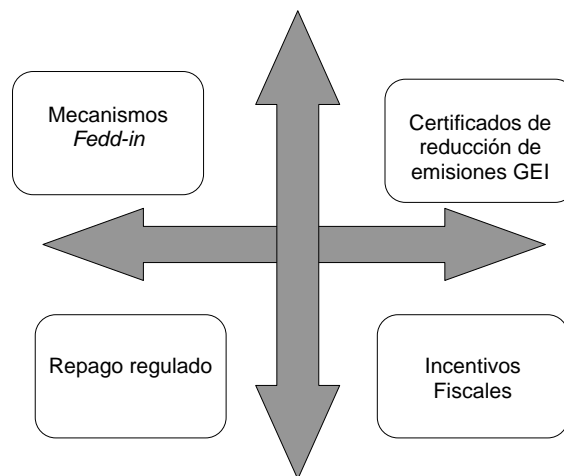 Mecanismos
Fedd-in
Certificados de
reducción de
emisiones GEI
Repago regulado
Incentivos
Fiscales